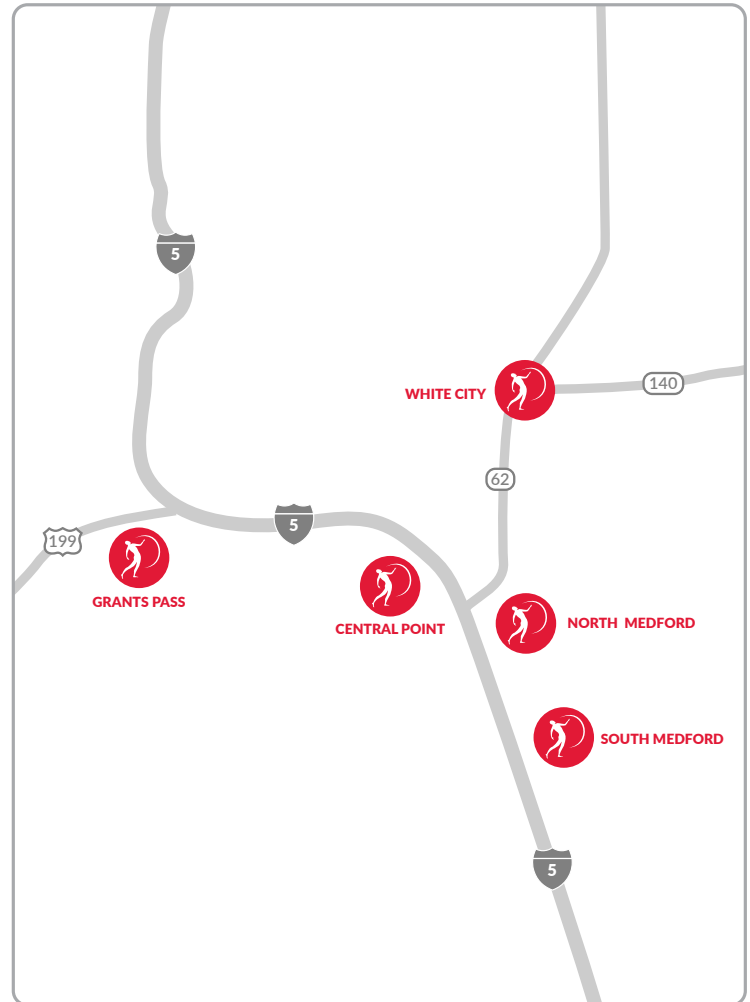 5
WHITE CITY
140
62
5
199
GRANTS PASS
CENTRAL POINT
NORTH MEDFORD
SOUTH MEDFORD
5